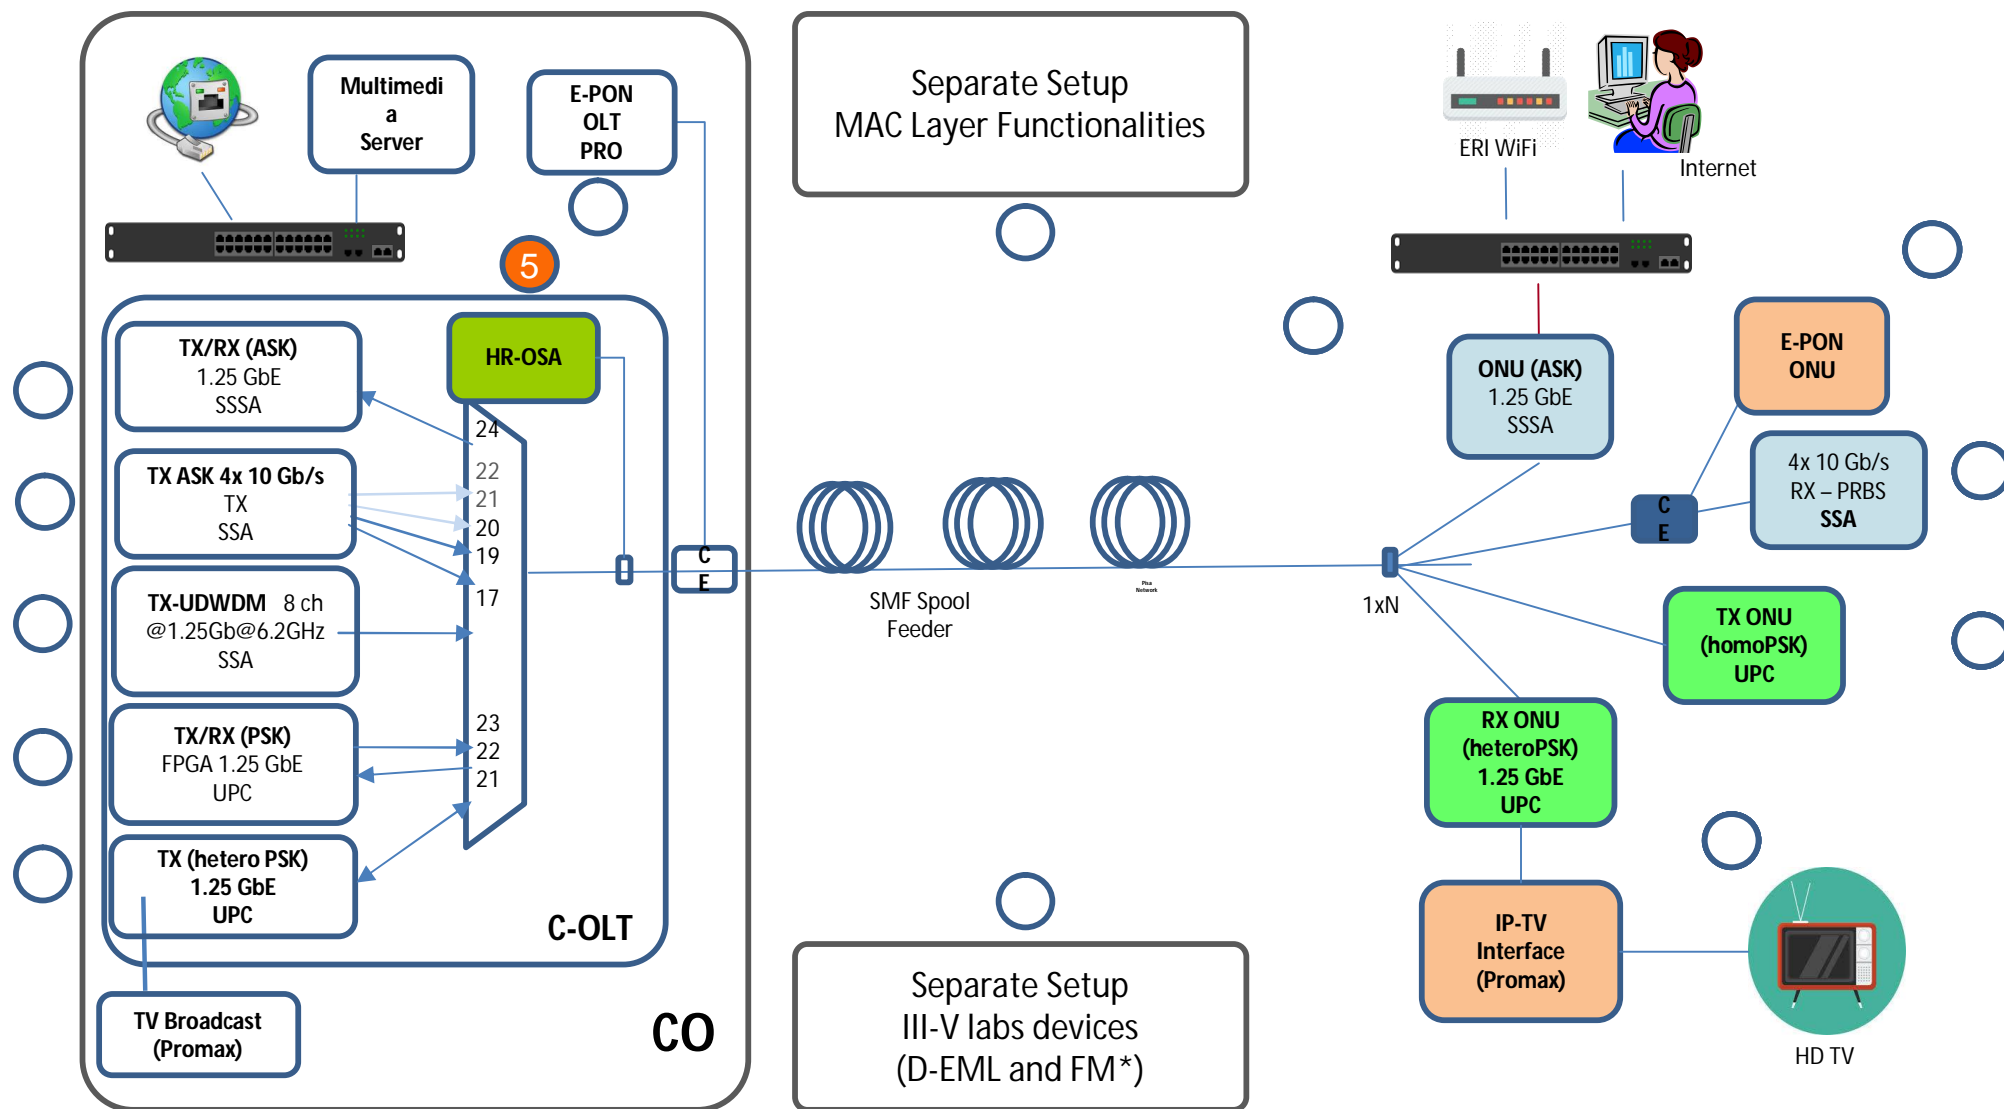 Multimedi
a
Server
E-PON
OLT
PRO
5
TX/RX (ASK)
1.25 GbE
SSSA
HR-OSA
TX ASK 4x 10 Gb/s
TX
SSA
TX-UDWDM 8 ch
@1.25Gb@6.2GHz
SSA
TX/RX (PSK)
FPGA 1.25 GbE
UPC
TX (hetero PSK)
1.25 GbE
UPC
24
22
21
20
19
17
23
22
21
C-OLT
TV Broadcast
(Promax)
CO
C
E
Separate Setup
MAC Layer Functionalities
SMF Spool
Feeder
Pisa
Network
Separate Setup
III-V labs devices
(D-EML and FM*)
1xN
ERI WiFi
Internet
ONU (ASK)
1.25 GbE
SSSA
E-PON
ONU
C
E
4x 10 Gb/s
RX – PRBS
SSA
TX ONU
(homoPSK)
UPC
RX ONU
(heteroPSK)
1.25 GbE
UPC
IP-TV
Interface
(Promax)
HD TV